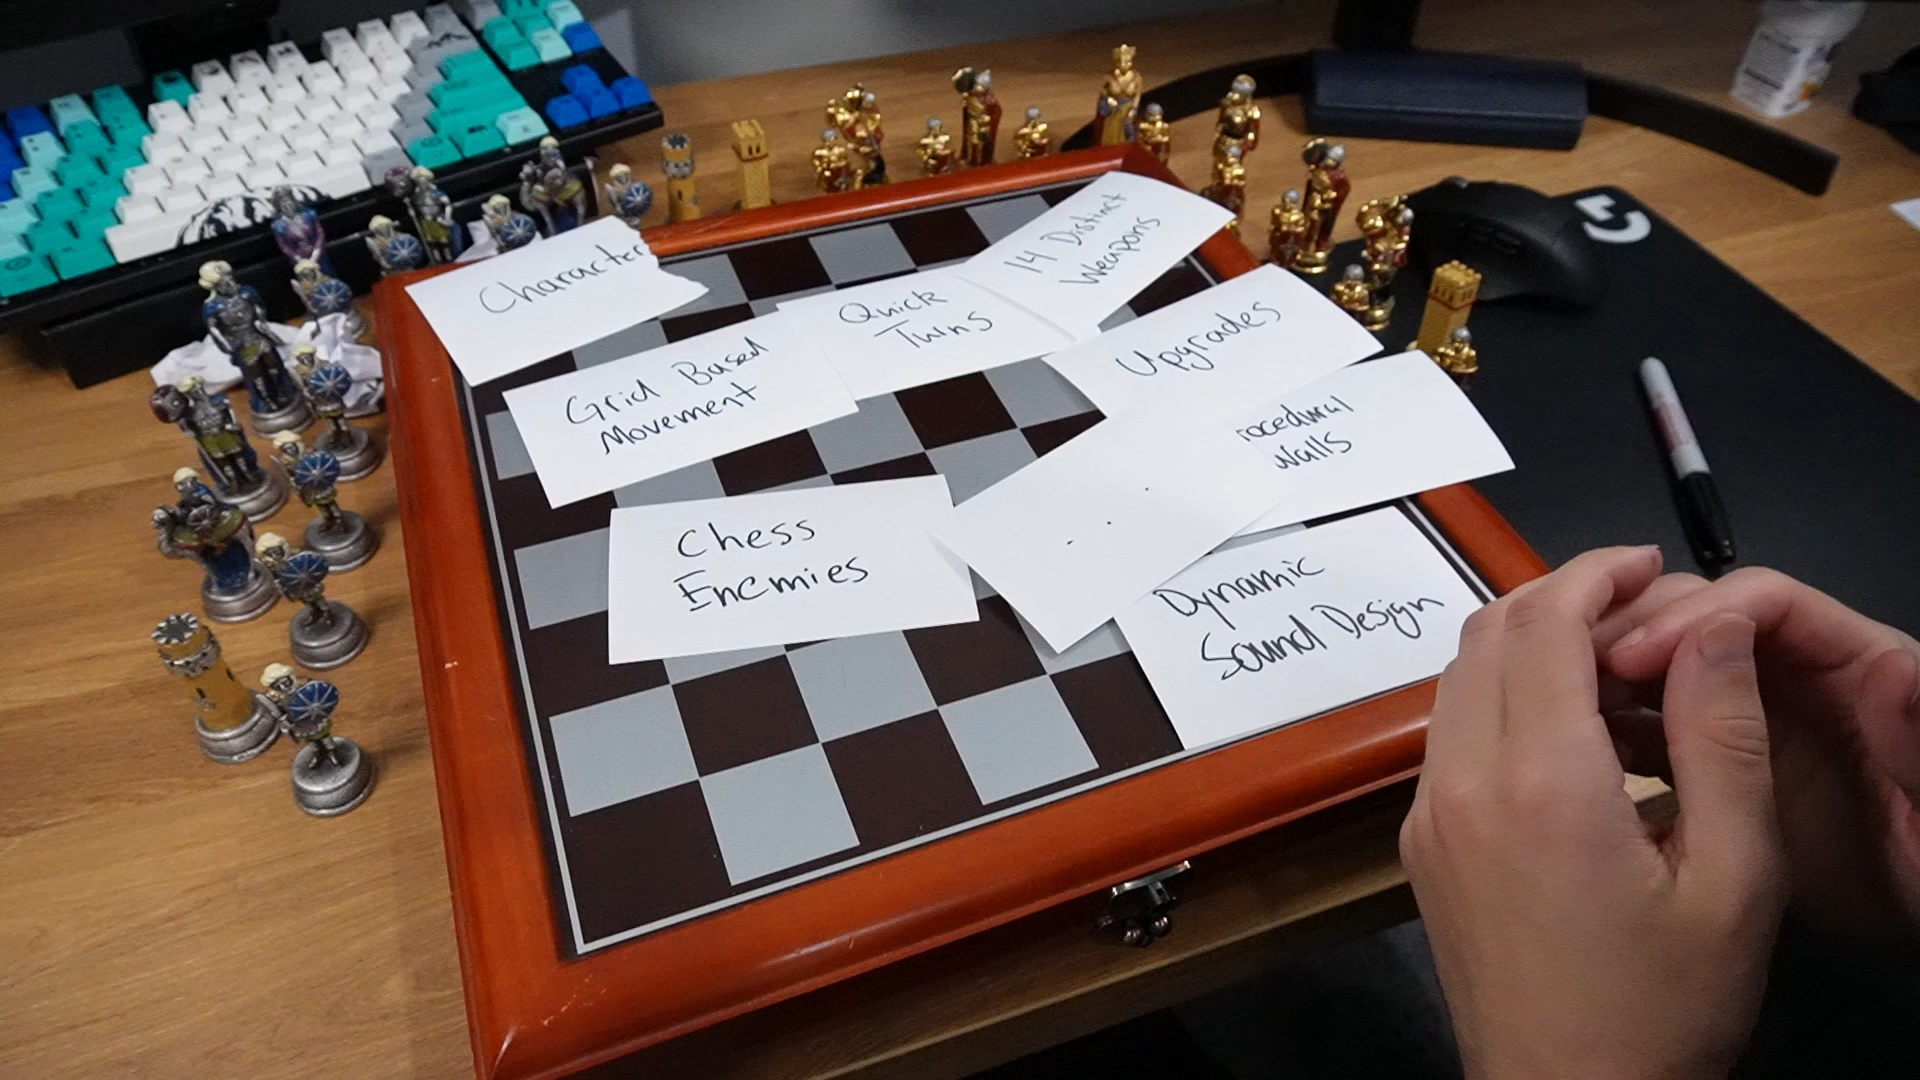 Character
14 Distinct
Weapons
Quick
Turns
Upgrades
Grid Based
Movement
rocedural
Walls
Chess
Enemies
. . .
Dynamic
Sound Design
G